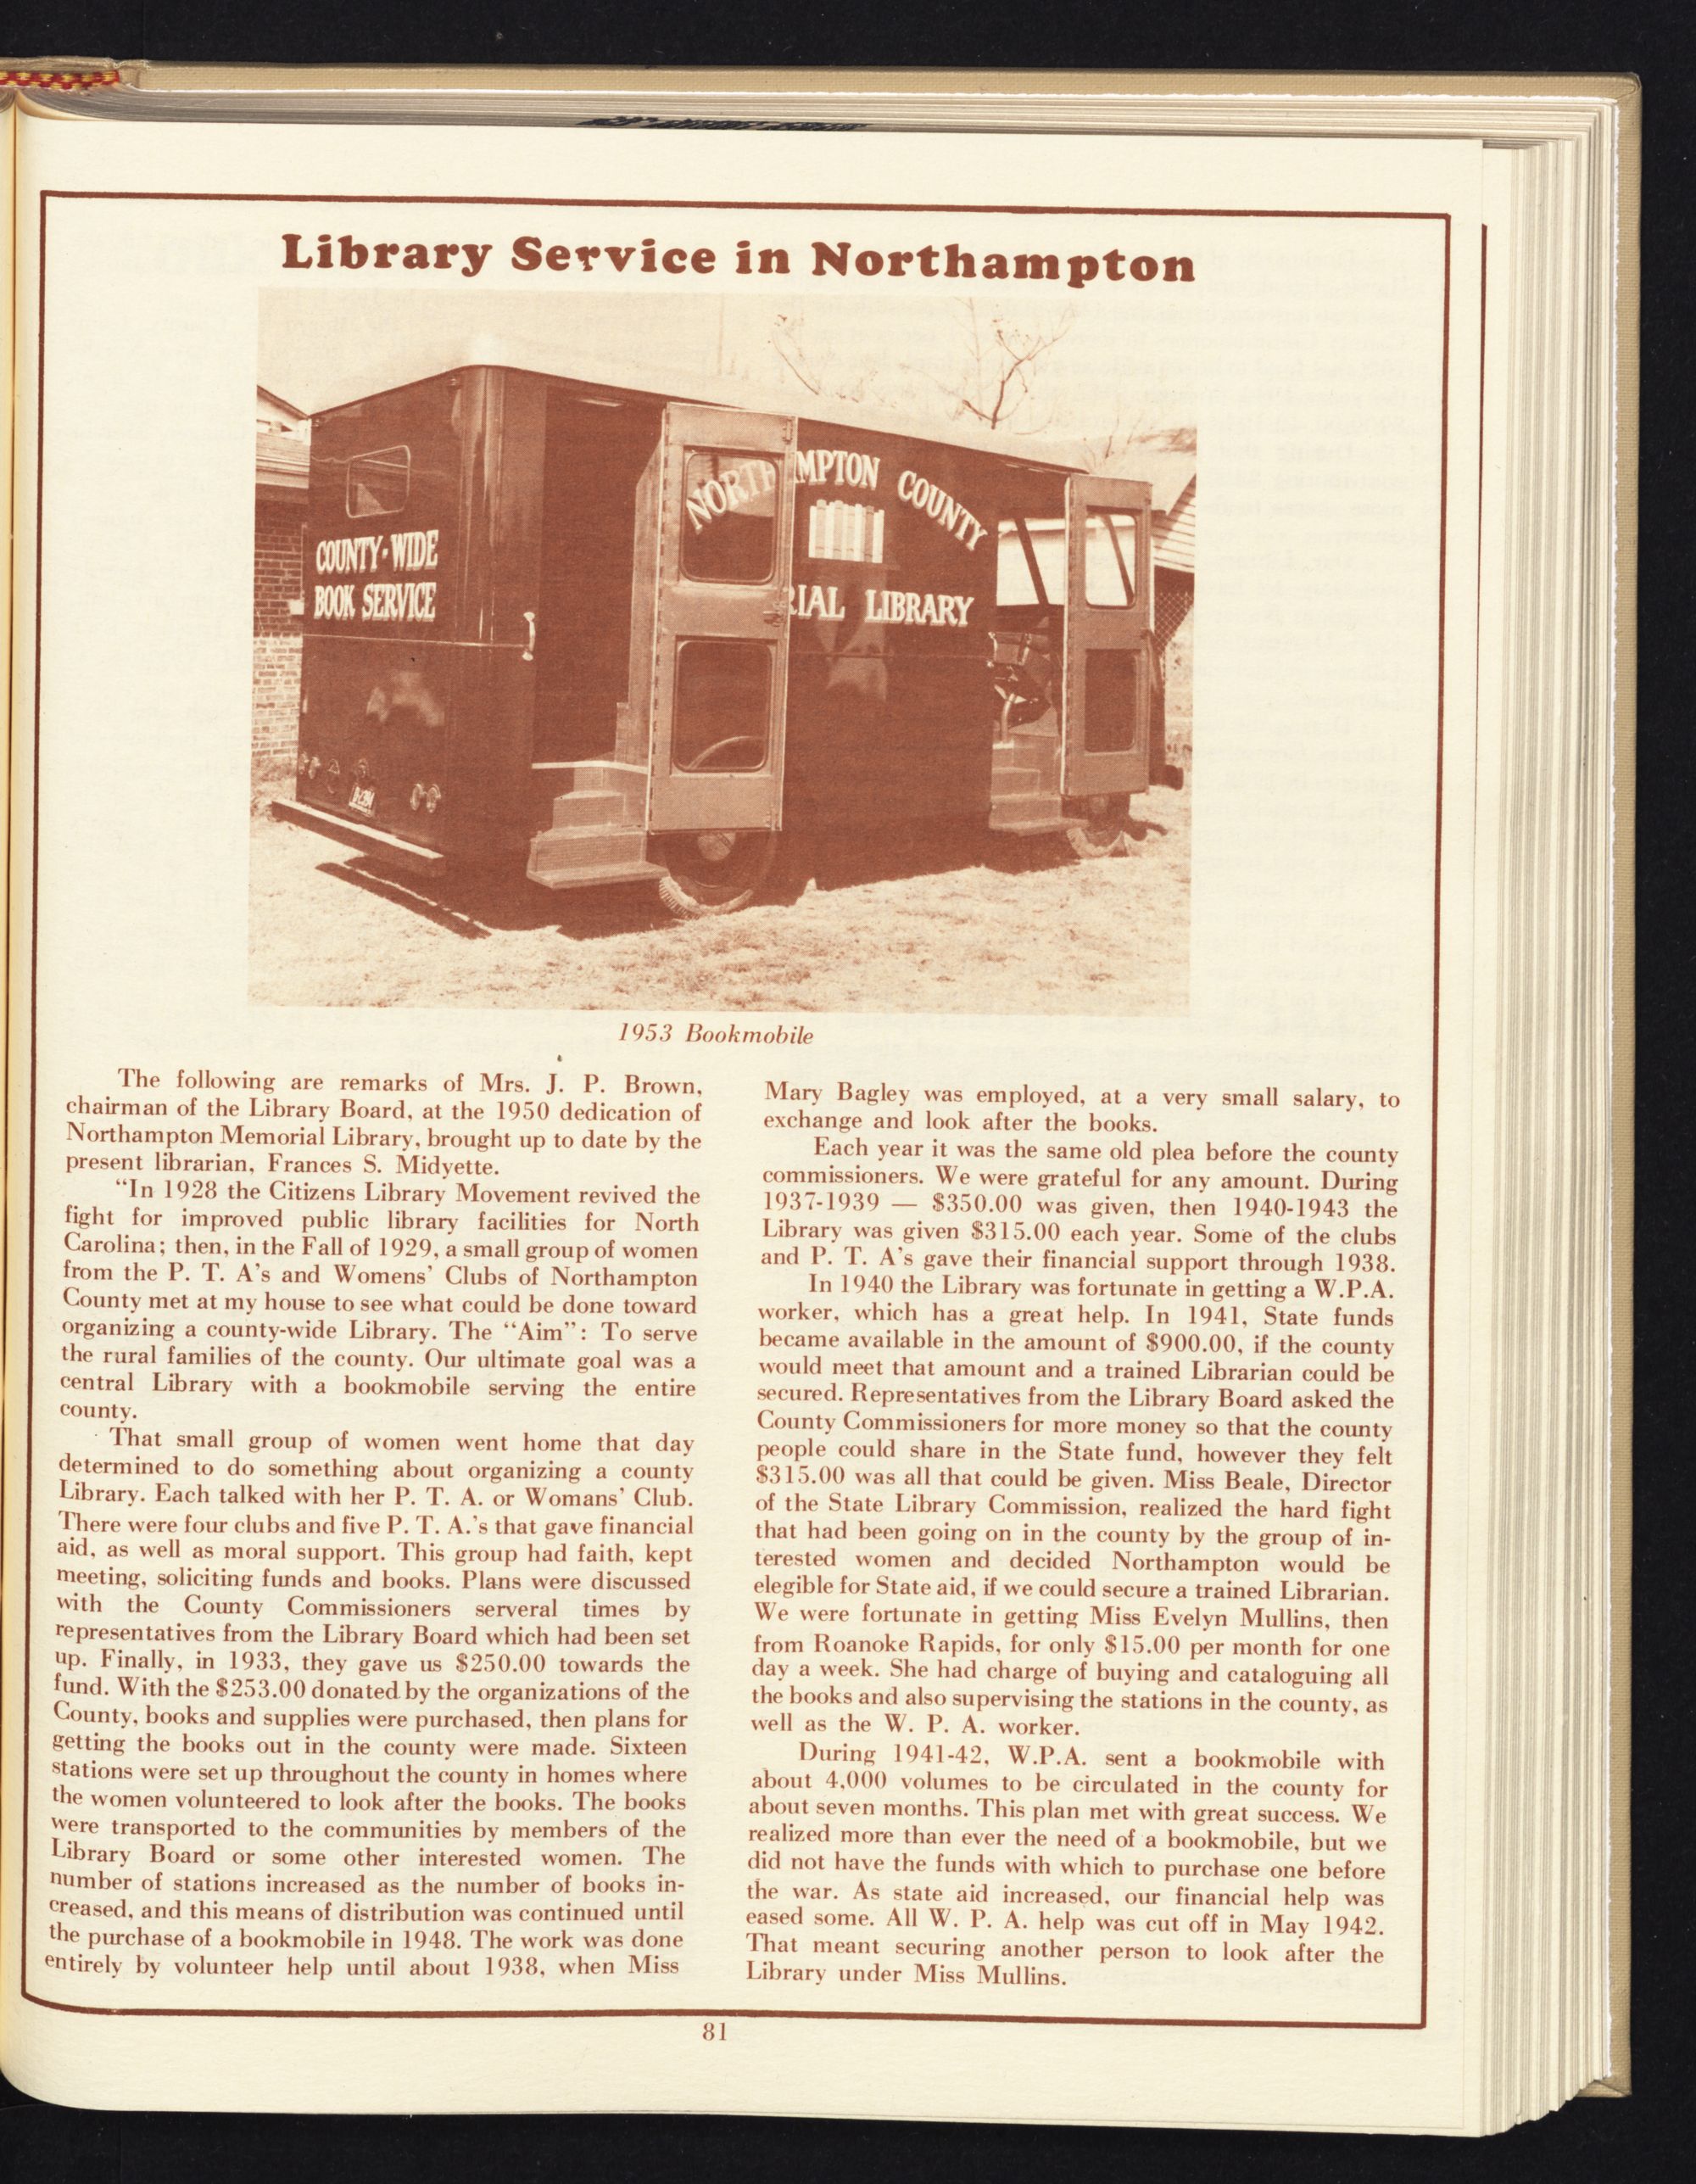 Library Service in Northampton
COUNTY-WIDE
BOOK SERVICE
NORTH MPTON COUNTY
RIAL LIBRARY
1953 Bookmobile
The following are remarks of Mrs. J. P. Brown,
chairman of the Library Board, at the 1950 dedication of
Northampton Memorial Library, brought up to date by the
present librarian, Frances S. Midyette.
“In 1928 the Citizens Library Movement revived the
fight for improved public library facilities for North
Carolina; then, in the Fall of 1929, a small group of women
from the P. T. A's and Womens' Clubs of Northampton
County met at my house to see what could be done toward
organizing a county-wide Library. The “Aim”: To serve
the rural families of the county. Our ultimate goal was a
central Library with a bookmobile serving the entire
county.
That small group of women went home that day
determined to do something about organizing a county
Library. Each talked with her P. T. A. or Womans' Club.
There were four clubs and five P. T. A.'s that gave financial
aid, as well as moral support. This group had faith, kept
meeting, soliciting funds and books. Plans were discussed
with the County Commissioners serveral times by
representatives from the Library Board which had been set
up. Finally, in 1933, they gave us $250.00 towards the
fund. With the $253.00 donated by the organizations of the
County, books and supplies were purchased, then plans for
getting the books out in the county were made. Sixteen
stations were set up throughout the county in homes where
the women volunteered to look after the books. The books
were transported to the communities by members of the
Library Board or some other interested women. The
number of stations increased as the number of books in-
creased, and this means of distribution was continued until
the purchase of a bookmobile in 1948. The work was done
entirely by volunteer help until about 1938, when Miss
Mary Bagley was employed, at a very small salary, to
exchange and look after the books.
Each year it was the same old plea before the county
commissioners. We were grateful for any amount. During
1937-1939 — $350.00 was given, then 1940-1943 the
Library was given $315.00 each year. Some of the clubs
and P. T. A's gave their financial support through 1938.
In 1940 the Library was fortunate in getting a W.P.A.
worker, which has a great help. In 1941, State funds
became available in the amount of $900.00, if the county
would meet that amount and a trained Librarian could be
secured. Representatives from the Library Board asked the
County Commissioners for more money so that the county
people could share in the State fund, however they felt
$315.00 was all that could be given. Miss Beale, Director
of the State Library Commission, realized the hard fight
that had been going on in the county by the group of in-
terested women and decided Northampton would be
elegible for State aid, if we could secure a trained Librarian.
We were fortunate in getting Miss Evelyn Mullins, then
from Roanoke Rapids, for only $15.00 per month for one
day a week. She had charge of buying and cataloguing all
the books and also supervising the stations in the county, as
well as the W. P. A. worker.
During 1941-42, W.P.A. sent a bookmobile with
about 4,000 volumes to be circulated in the county for
about seven months. This plan met with great success. We
realized more than ever the need of a bookmobile, but we
did not have the funds with which to purchase one before
the war. As state aid increased, our financial help was
eased some. All W. P. A. help was cut off in May 1942.
That meant securing another person to look after the
Library under Miss Mullins.
81